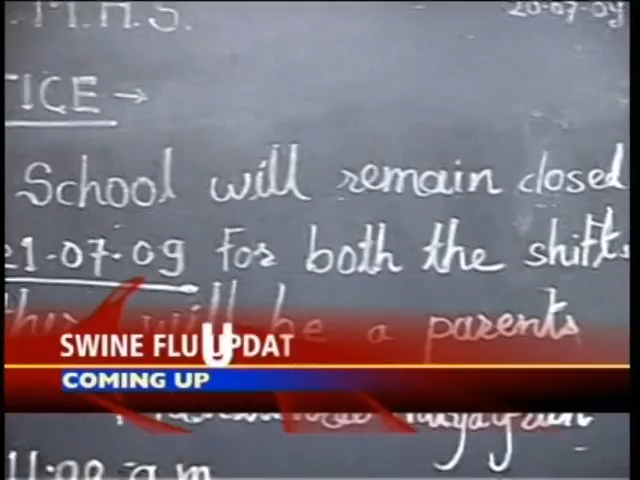 .M.H.S. 20-07-09
TICE →
School will remain closed
21-07-09 for both the shifts
this will be a parents
SWINE FLU UPDAT
COMING UP
11:00 a.m